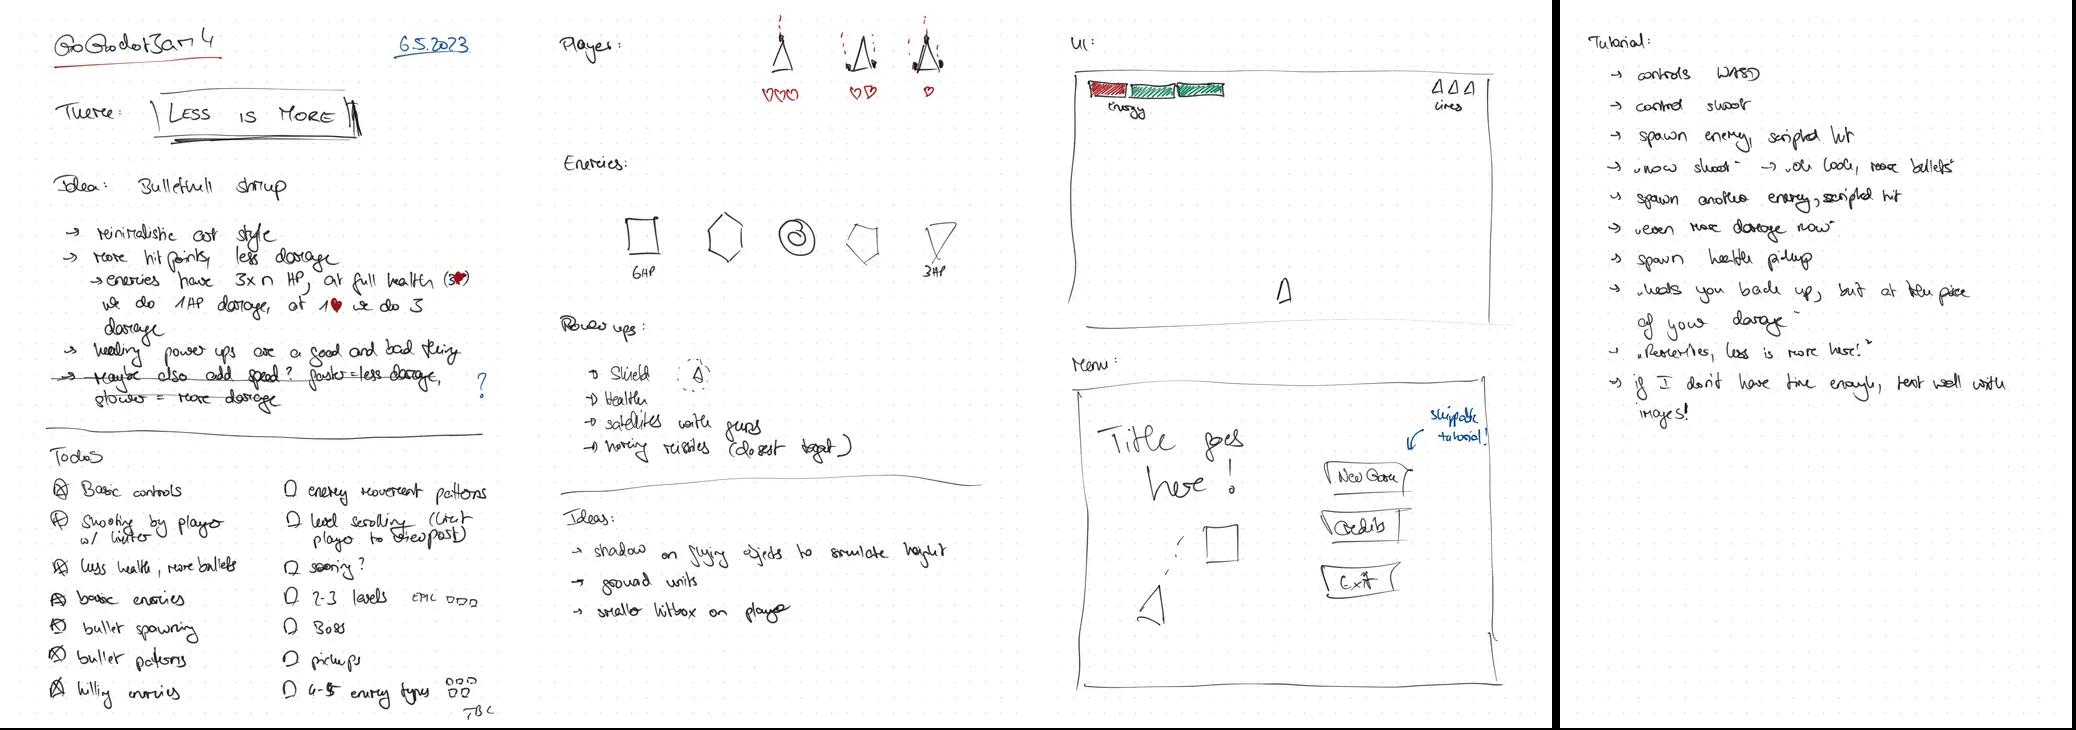 GoGodotJam 4
6.5.2023
Theme: LESS IS MORE
Idea: Bullethell shmup
→ minimalistic art style
→ more hitpoints, less damage
→ enemies have 3x n HP, at full health (3♥)
we do 1AP damage, at 1♥ we do 3
damage
→ healing power ups are a good and bad thing
→ maybe also add speed? faster = less damage,
slower = more damage
?
Todos
Basic controls
Shooting by player
w/ limiter
less health, more bullets
basic enemies
bullet spawning
bullet patterns
killing enemies
enemy movement patterns
level scrolling (limit
player to viewport)
scoring?
2-3 levels EPIC
Boss
pickups
4-5 enemy types
TBC
Player:
Enemies:
6HP
3HP
Power ups:
→ Shield
→ Health
→ satellites with guns
→ homing missiles (closest target)
Ideas:
→ shadow on flying objects to simulate height
→ ground units
→ smaller hitbox on player
UI:
Energy
Lives
Menu:
Title goes
here!
skippable
tutorial!
New Game
Credits
Exit
Tutorial:
→ controls WASD
→ control shoot
→ spawn enemy, scripted hit
→ "now shoot" → "oh look, more bullets"
→ spawn another enemy, scripted hit
→ "even more damage now"
→ spawn health pickup
→ "heals you back up, but at the price
of your damage"
→ "Remember, less is more here!"
→ if I don't have time enough, text wall with
images!